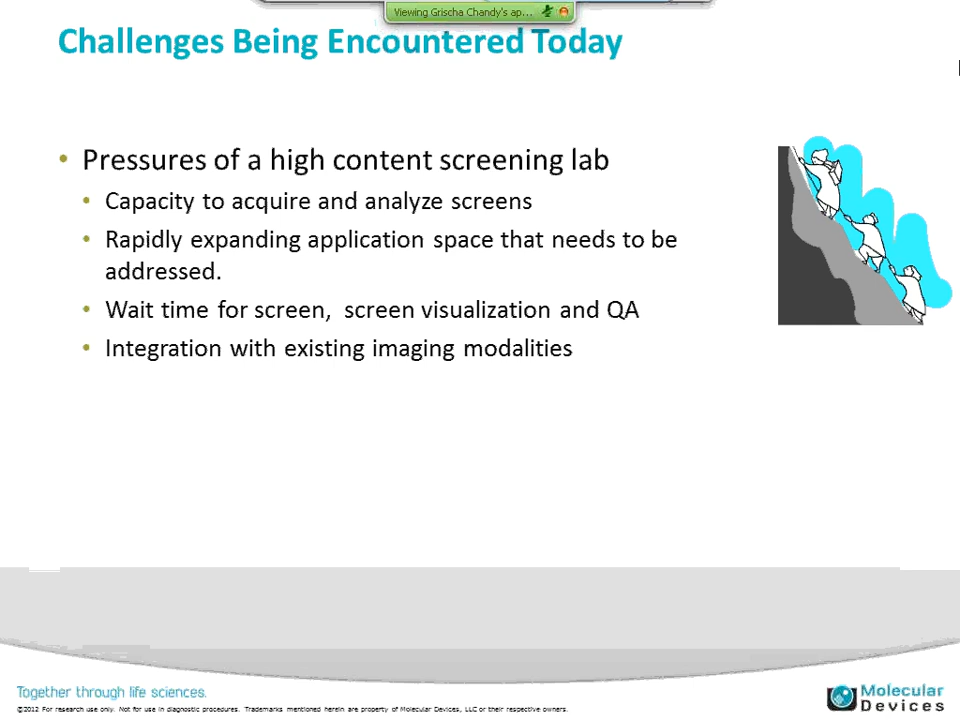 Viewing Grischa Chandy's ap...
Challenges Being Encountered Today
• Pressures of a high content screening lab
• Capacity to acquire and analyze screens
• Rapidly expanding application space that needs to be
addressed.
• Wait time for screen, screen visualization and QA
• Integration with existing imaging modalities
Together through life sciences.
©2012 For research use only. Not for use in diagnostic procedures. Trademarks mentioned herein are property of Molecular Devices, LLC or their respective owners.
Molecular
Devices